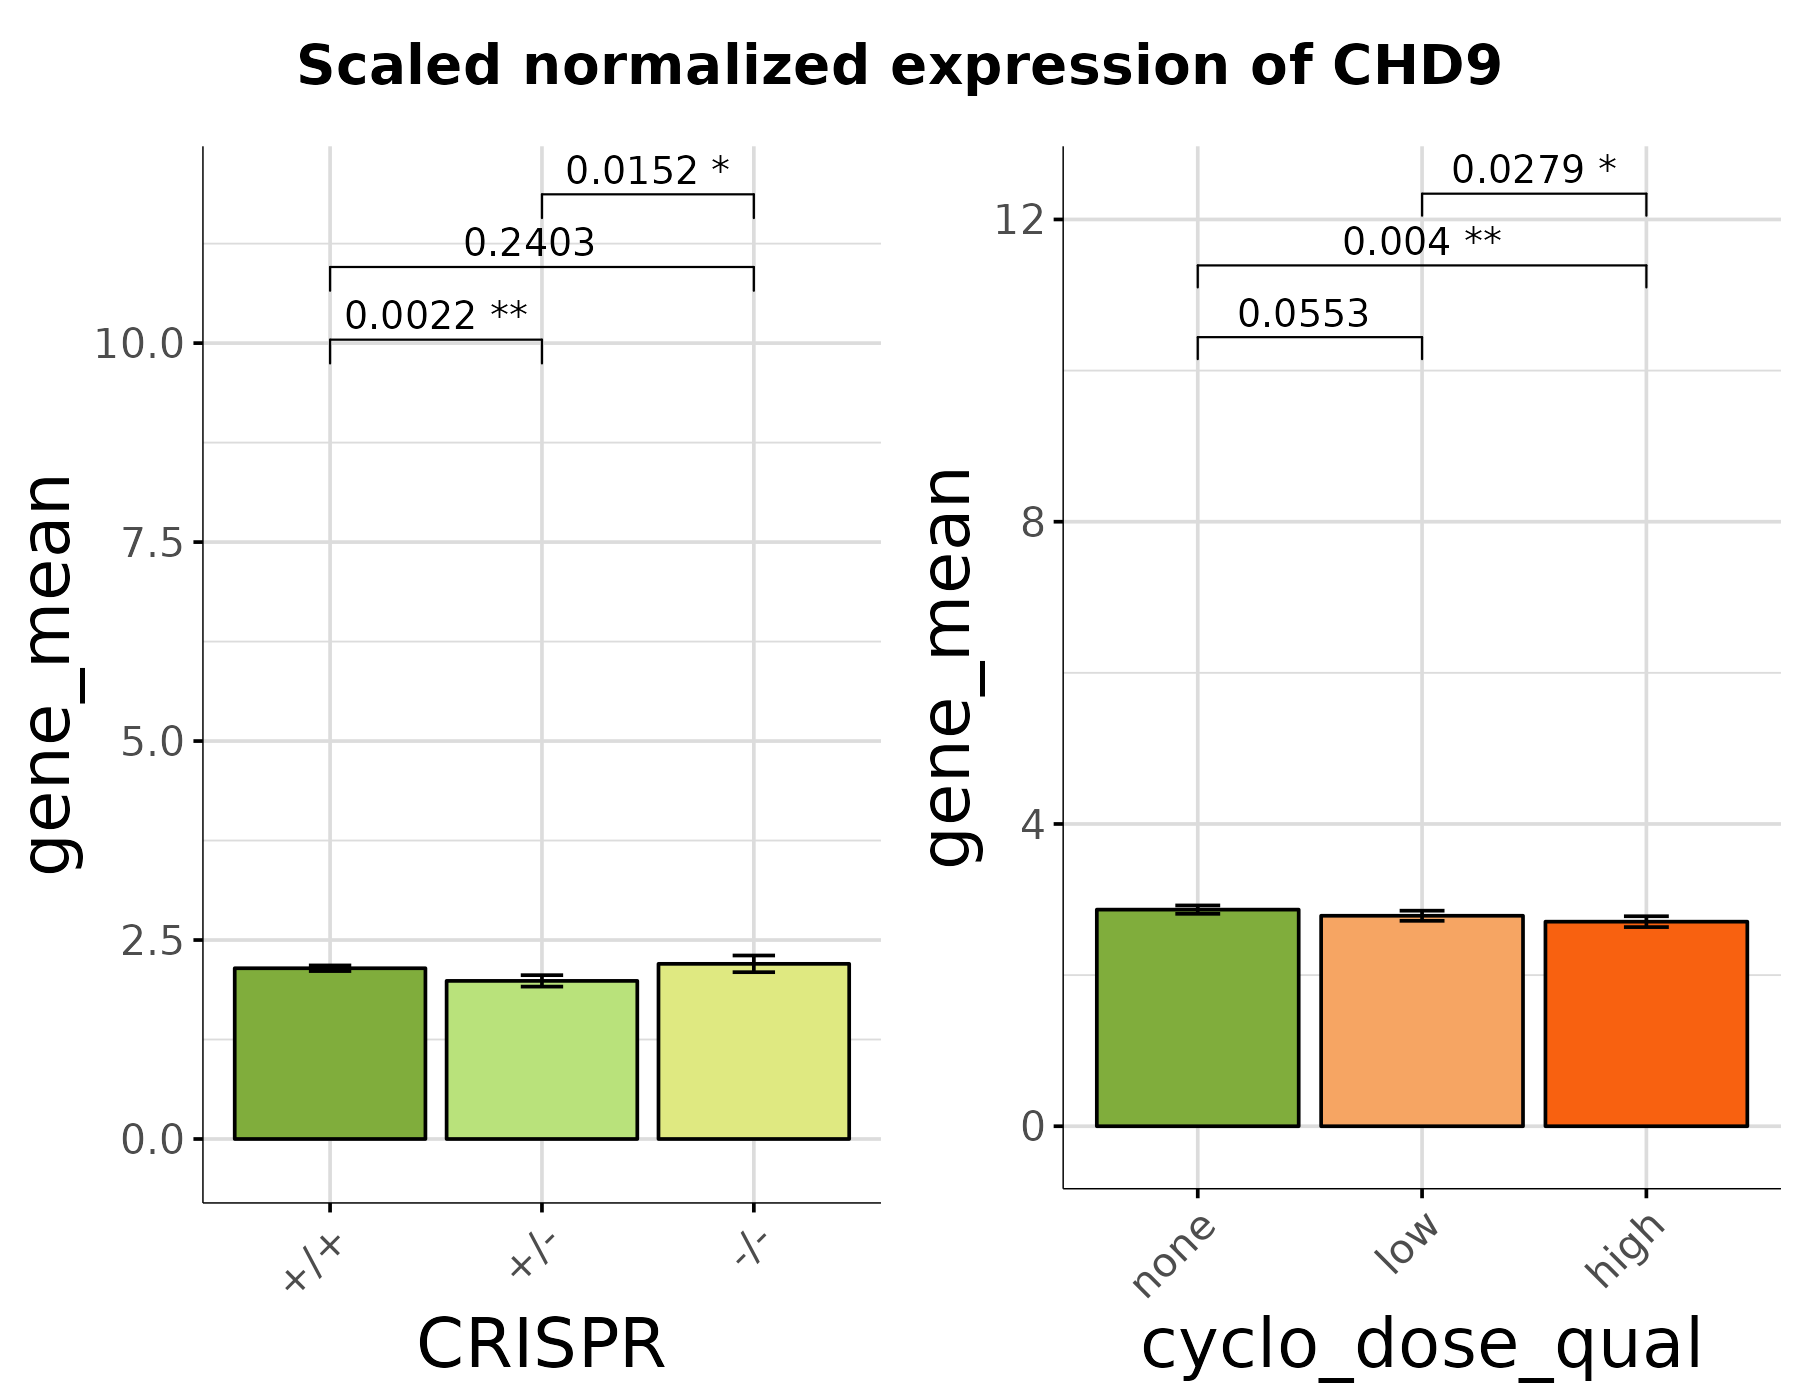 Scaled normalized expression of CHD9
gene_mean
10.0
7.5
5.0
2.5
0.0
0.0152 *
0.2403
0.0022 **
+/+
+/-
-/-
CRISPR
gene_mean
12
8
4
0
0.0279 *
0.004 **
0.0553
none
low
high
cyclo_dose_qual